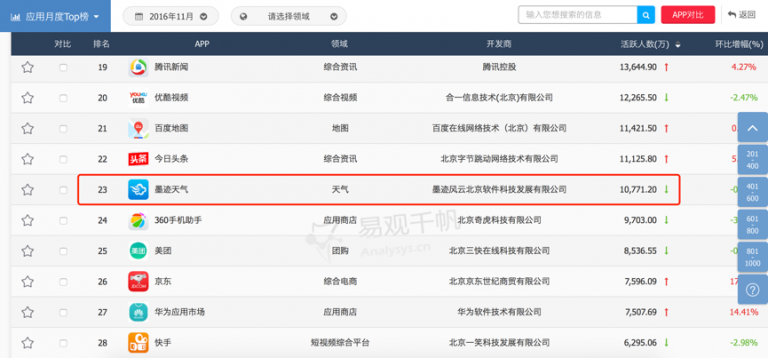 应用月度Top榜 2016年11月 请选择领域 输入您想搜索的信息 APP对比 返回
对比 排名 APP 领域 开发商 活跃人数(万) 环比增幅(%)
19 腾讯新闻 综合资讯 腾讯控股 13,644.90 ↑ 4.27%
20 优酷视频 综合视频 合一信息技术(北京)有限公司 12,265.50 ↓ -2.47%
21 百度地图 地图 百度在线网络技术（北京）有限公司 11,421.50 ↑ 0.
22 头条 今日头条 综合资讯 北京字节跳动网络技术有限公司 11,125.80 ↑ 5.
23 墨迹天气 天气 墨迹风云北京软件科技发展有限公司 10,771.20 ↓ -0.
24 360手机助手 应用商店 北京奇虎科技有限公司 9,703.00 ↓ -3.
25 美团 美团 团购 北京三快在线科技有限公司 8,536.55 ↓ -0.
26 京东 综合电商 北京京东世纪商贸有限公司 7,596.09 ↑ 17.
27 华为应用市场 应用商店 华为软件技术有限公司 7,507.69 ↑ 14.41%
28 快手 短视频综合平台 北京一笑科技发展有限公司 6,295.06 ↓ -2.98%
易观千帆
Analysys.cn
201
400
401
600
601
800
801
1000